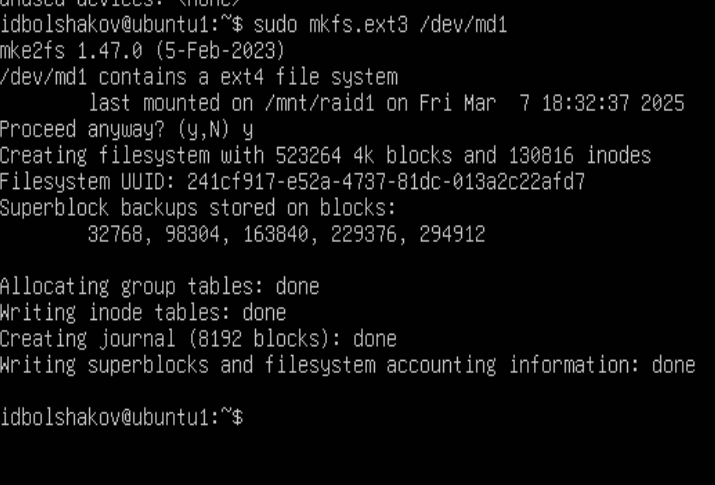 unused devices: <none>
idbolshakov@ubuntu1:~$ sudo mkfs.ext3 /dev/md1
mke2fs 1.47.0 (5-Feb-2023)
/dev/md1 contains a ext4 file system
        last mounted on /mnt/raid1 on Fri Mar  7 18:32:37 2025
Proceed anyway? (y,N) y
Creating filesystem with 523264 4k blocks and 130816 inodes
Filesystem UUID: 241cf917-e52a-4737-81dc-013a2c22afd7
Superblock backups stored on blocks:
        32768, 98304, 163840, 229376, 294912

Allocating group tables: done
Writing inode tables: done
Creating journal (8192 blocks): done
Writing superblocks and filesystem accounting information: done

idbolshakov@ubuntu1:~$